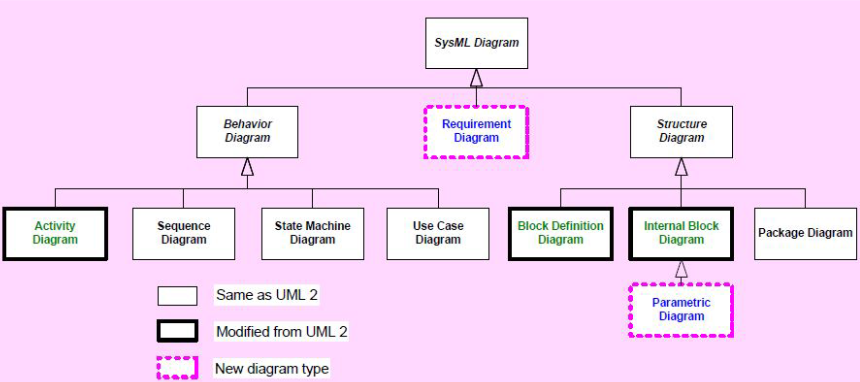 SysML Diagram
Behavior
Diagram
Requirement
Diagram
Structure
Diagram
Activity
Diagram
Sequence
Diagram
State Machine
Diagram
Use Case
Diagram
Block Definition
Diagram
Internal Block
Diagram
Package Diagram
Parametric
Diagram
Same as UML 2
Modified from UML 2
New diagram type